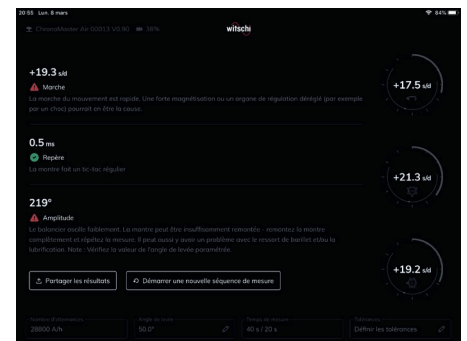 20:55 Lun. 8 mars
84%
ChronoMaster Air 60813 V0.90 38%
witschi
+19.3 s/d
Marche
La marche du mouvement est rapide. Une forte magnétisation ou un organe de régulation déréglé (par exemple
par un choc) pourrait en être la cause.
+17.5 s/d
0.5 ms
Repère
La montre fait un tic-tac régulier
+21.3 s/d
219°
Amplitude
Le balancier oscille faiblement. La montre peut être insuffisamment remontée - remontez la montre
complètement et répétez la mesure. Il peut aussi y avoir un problème avec le ressort de barillet et/ou la
lubrification. Note : Vérifiez la valeur de l'angle de levée paramétrée.
+19.2 s/d
Partager les résultats
Démarrer une nouvelle séquence de mesure
Nombre d'alternances
Angle de levée
Temps de mesure
Tolérances
28800 A/h
50.0°
40 s / 20 s
Définir les tolérances